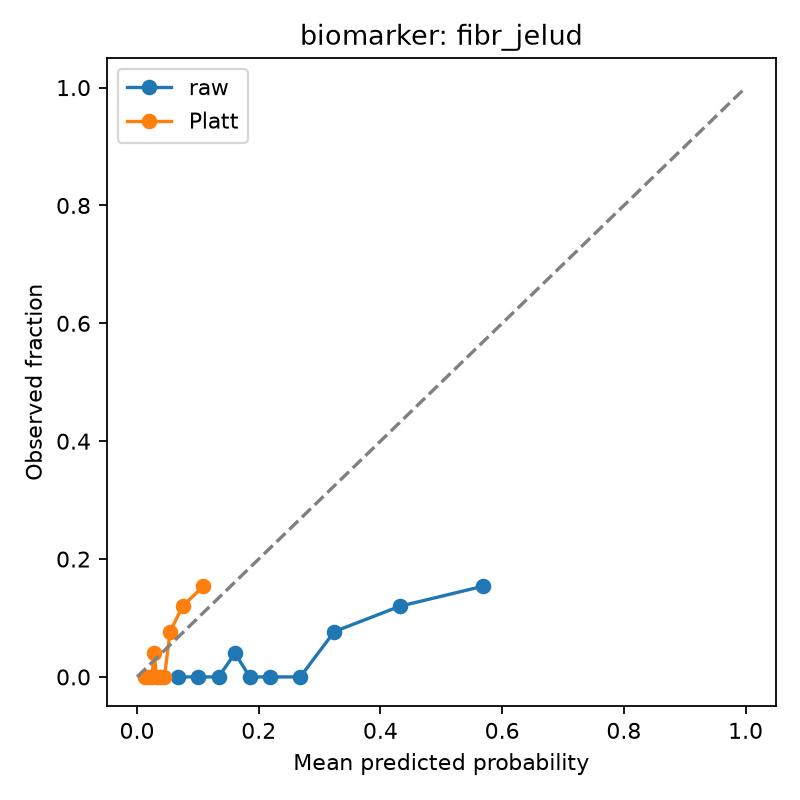 biomarker: fibr_jelud
raw
Platt
1.0
0.8
0.6
0.4
0.2
0.0
Observed fraction
0.0 0.2 0.4 0.6 0.8 1.0
Mean predicted probability